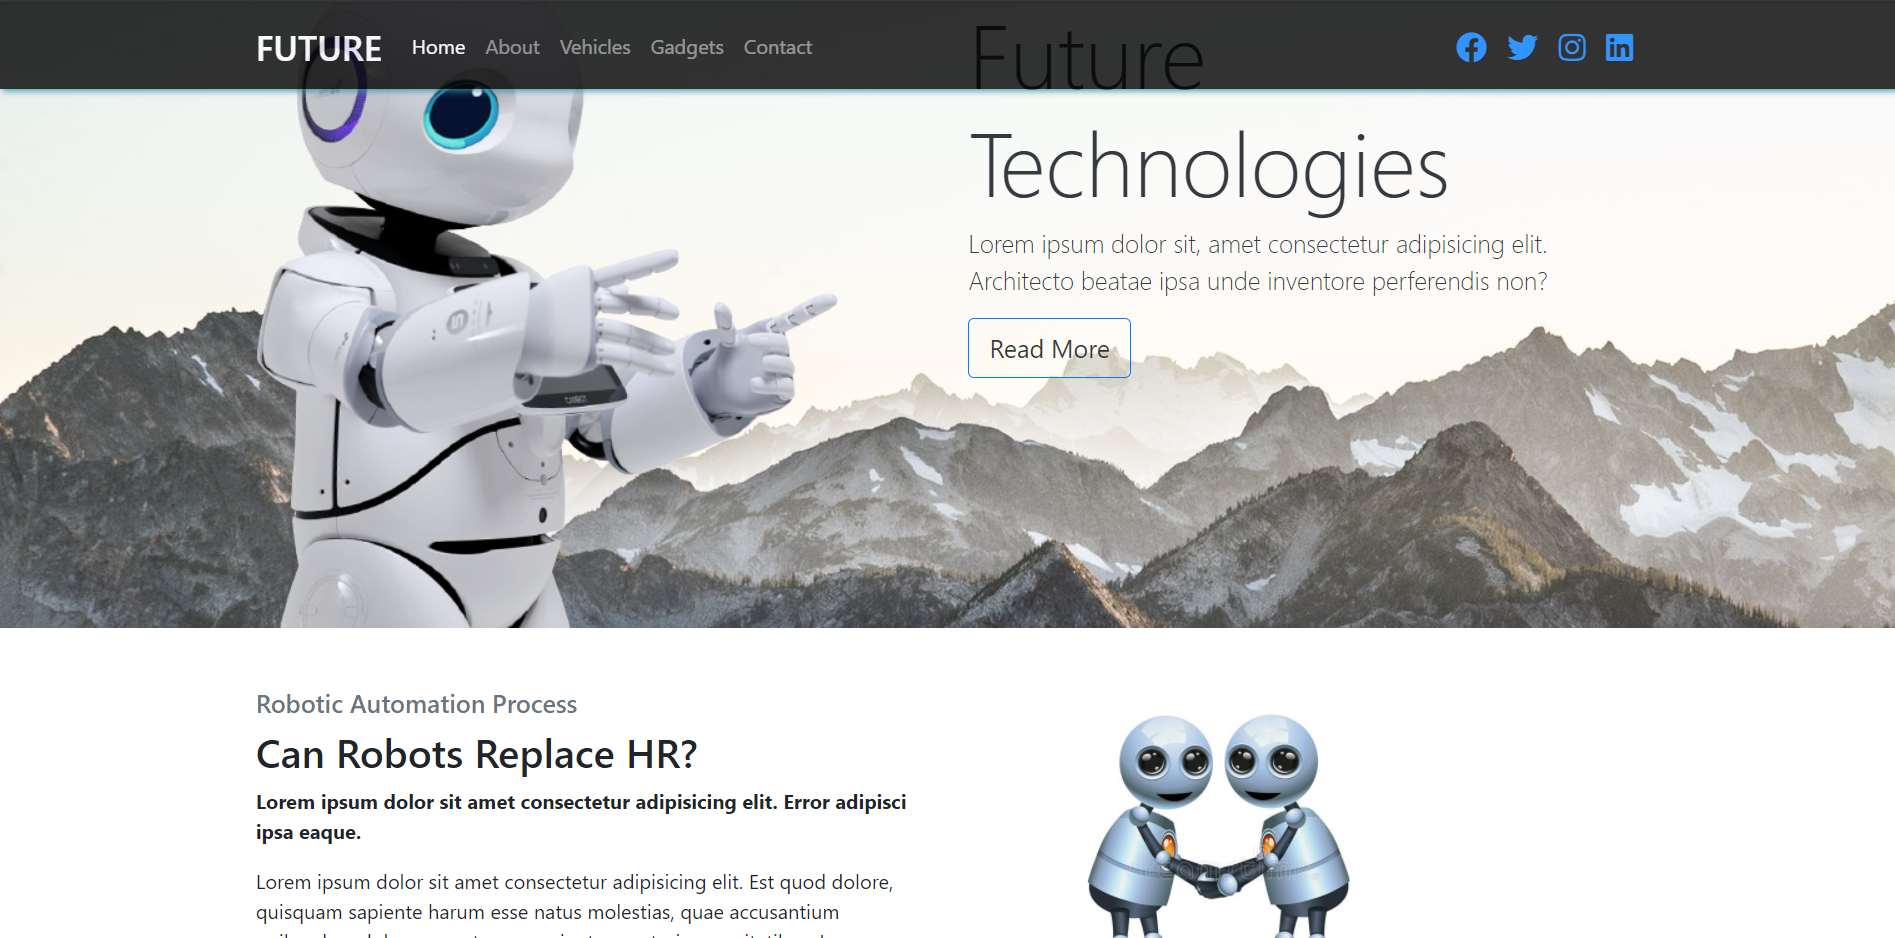 FUTURE Home About Vehicles Gadgets Contact
Future
Technologies
Lorem ipsum dolor sit, amet consectetur adipisicing elit.
Architecto beatae ipsa unde inventore perferendis non?
Read More
Robotic Automation Process
Can Robots Replace HR?
Lorem ipsum dolor sit amet consectetur adipisicing elit. Error adipisci
ipsa eaque.
Lorem ipsum dolor sit amet consectetur adipisicing elit. Est quod dolore,
quisquam sapiente harum esse natus molestias, quae accusantium